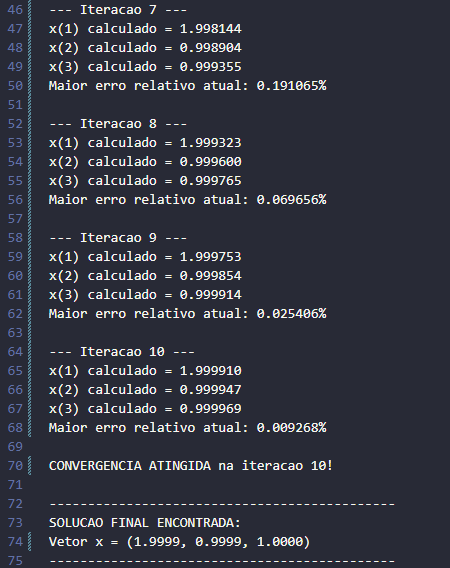 46 --- Iteracao 7 ---
47 x(1) calculado = 1.998144
48 x(2) calculado = 0.998904
49 x(3) calculado = 0.999355
50 Maior erro relativo atual: 0.191065%
51
52 --- Iteracao 8 ---
53 x(1) calculado = 1.999323
54 x(2) calculado = 0.999600
55 x(3) calculado = 0.999765
56 Maior erro relativo atual: 0.069656%
57
58 --- Iteracao 9 ---
59 x(1) calculado = 1.999753
60 x(2) calculado = 0.999854
61 x(3) calculado = 0.999914
62 Maior erro relativo atual: 0.025406%
63
64 --- Iteracao 10 ---
65 x(1) calculado = 1.999910
66 x(2) calculado = 0.999947
67 x(3) calculado = 0.999969
68 Maior erro relativo atual: 0.009268%
69
70 CONVERGENCIA ATINGIDA na iteracao 10!
71
72 ---------------------------------------------
73 SOLUCAO FINAL ENCONTRADA:
74 Vetor x = (1.9999, 0.9999, 1.0000)
75 ---------------------------------------------